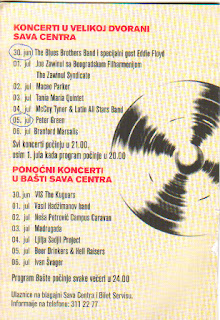 KONCERTI U VELIKOJ DVORANI
SAVA CENTRA
30. jun The Blues Brothers Band i specijalni gost Eddie Floyd
01. jul Joe Zawinul sa Beogradskom Filharmonijom
The Zawinul Syndicate
02. jul Maceo Parker
03. jul Tania Maria Quintet
04. jul McCoy Tyner & Latin All Stars Band
05. jul Peter Green
06. jul Branford Marsalis
Svi koncerti počinju u 21.00,
osim 1. jula kada program počinje u 20.00
PONOĆNI KONCERTI
U BAŠTI SAVA CENTRA
30. jun VIS The Kuguars
01. jul Vasil Hadžimanov band
02. jul Neša Petrović Campus Caravan
03. jul Madrugada
04. jul Ljilja Sadjil Project
05. jul Beer Drinkers & Hell Raisers
06. jul Ivan Švager
Program Bašte počinje svake večeri u 24.00
Ulaznice na blagajni Sava Centra i Bilet Servisu.
Informacije na telefonu: 311 22 77